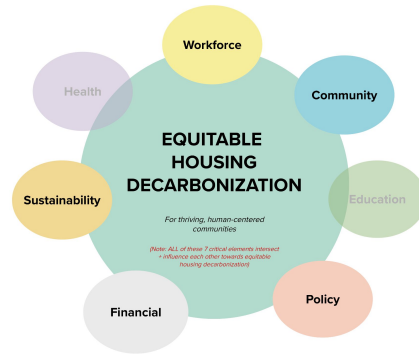 Workforce
Health
Community
EQUITABLE
HOUSING
DECARBONIZATION
Sustainability
Education
For thriving, human-centered
communities
(Note: ALL of these 7 critical elements intersect
+ influence each other towards equitable
housing decarbonization)
Financial
Policy